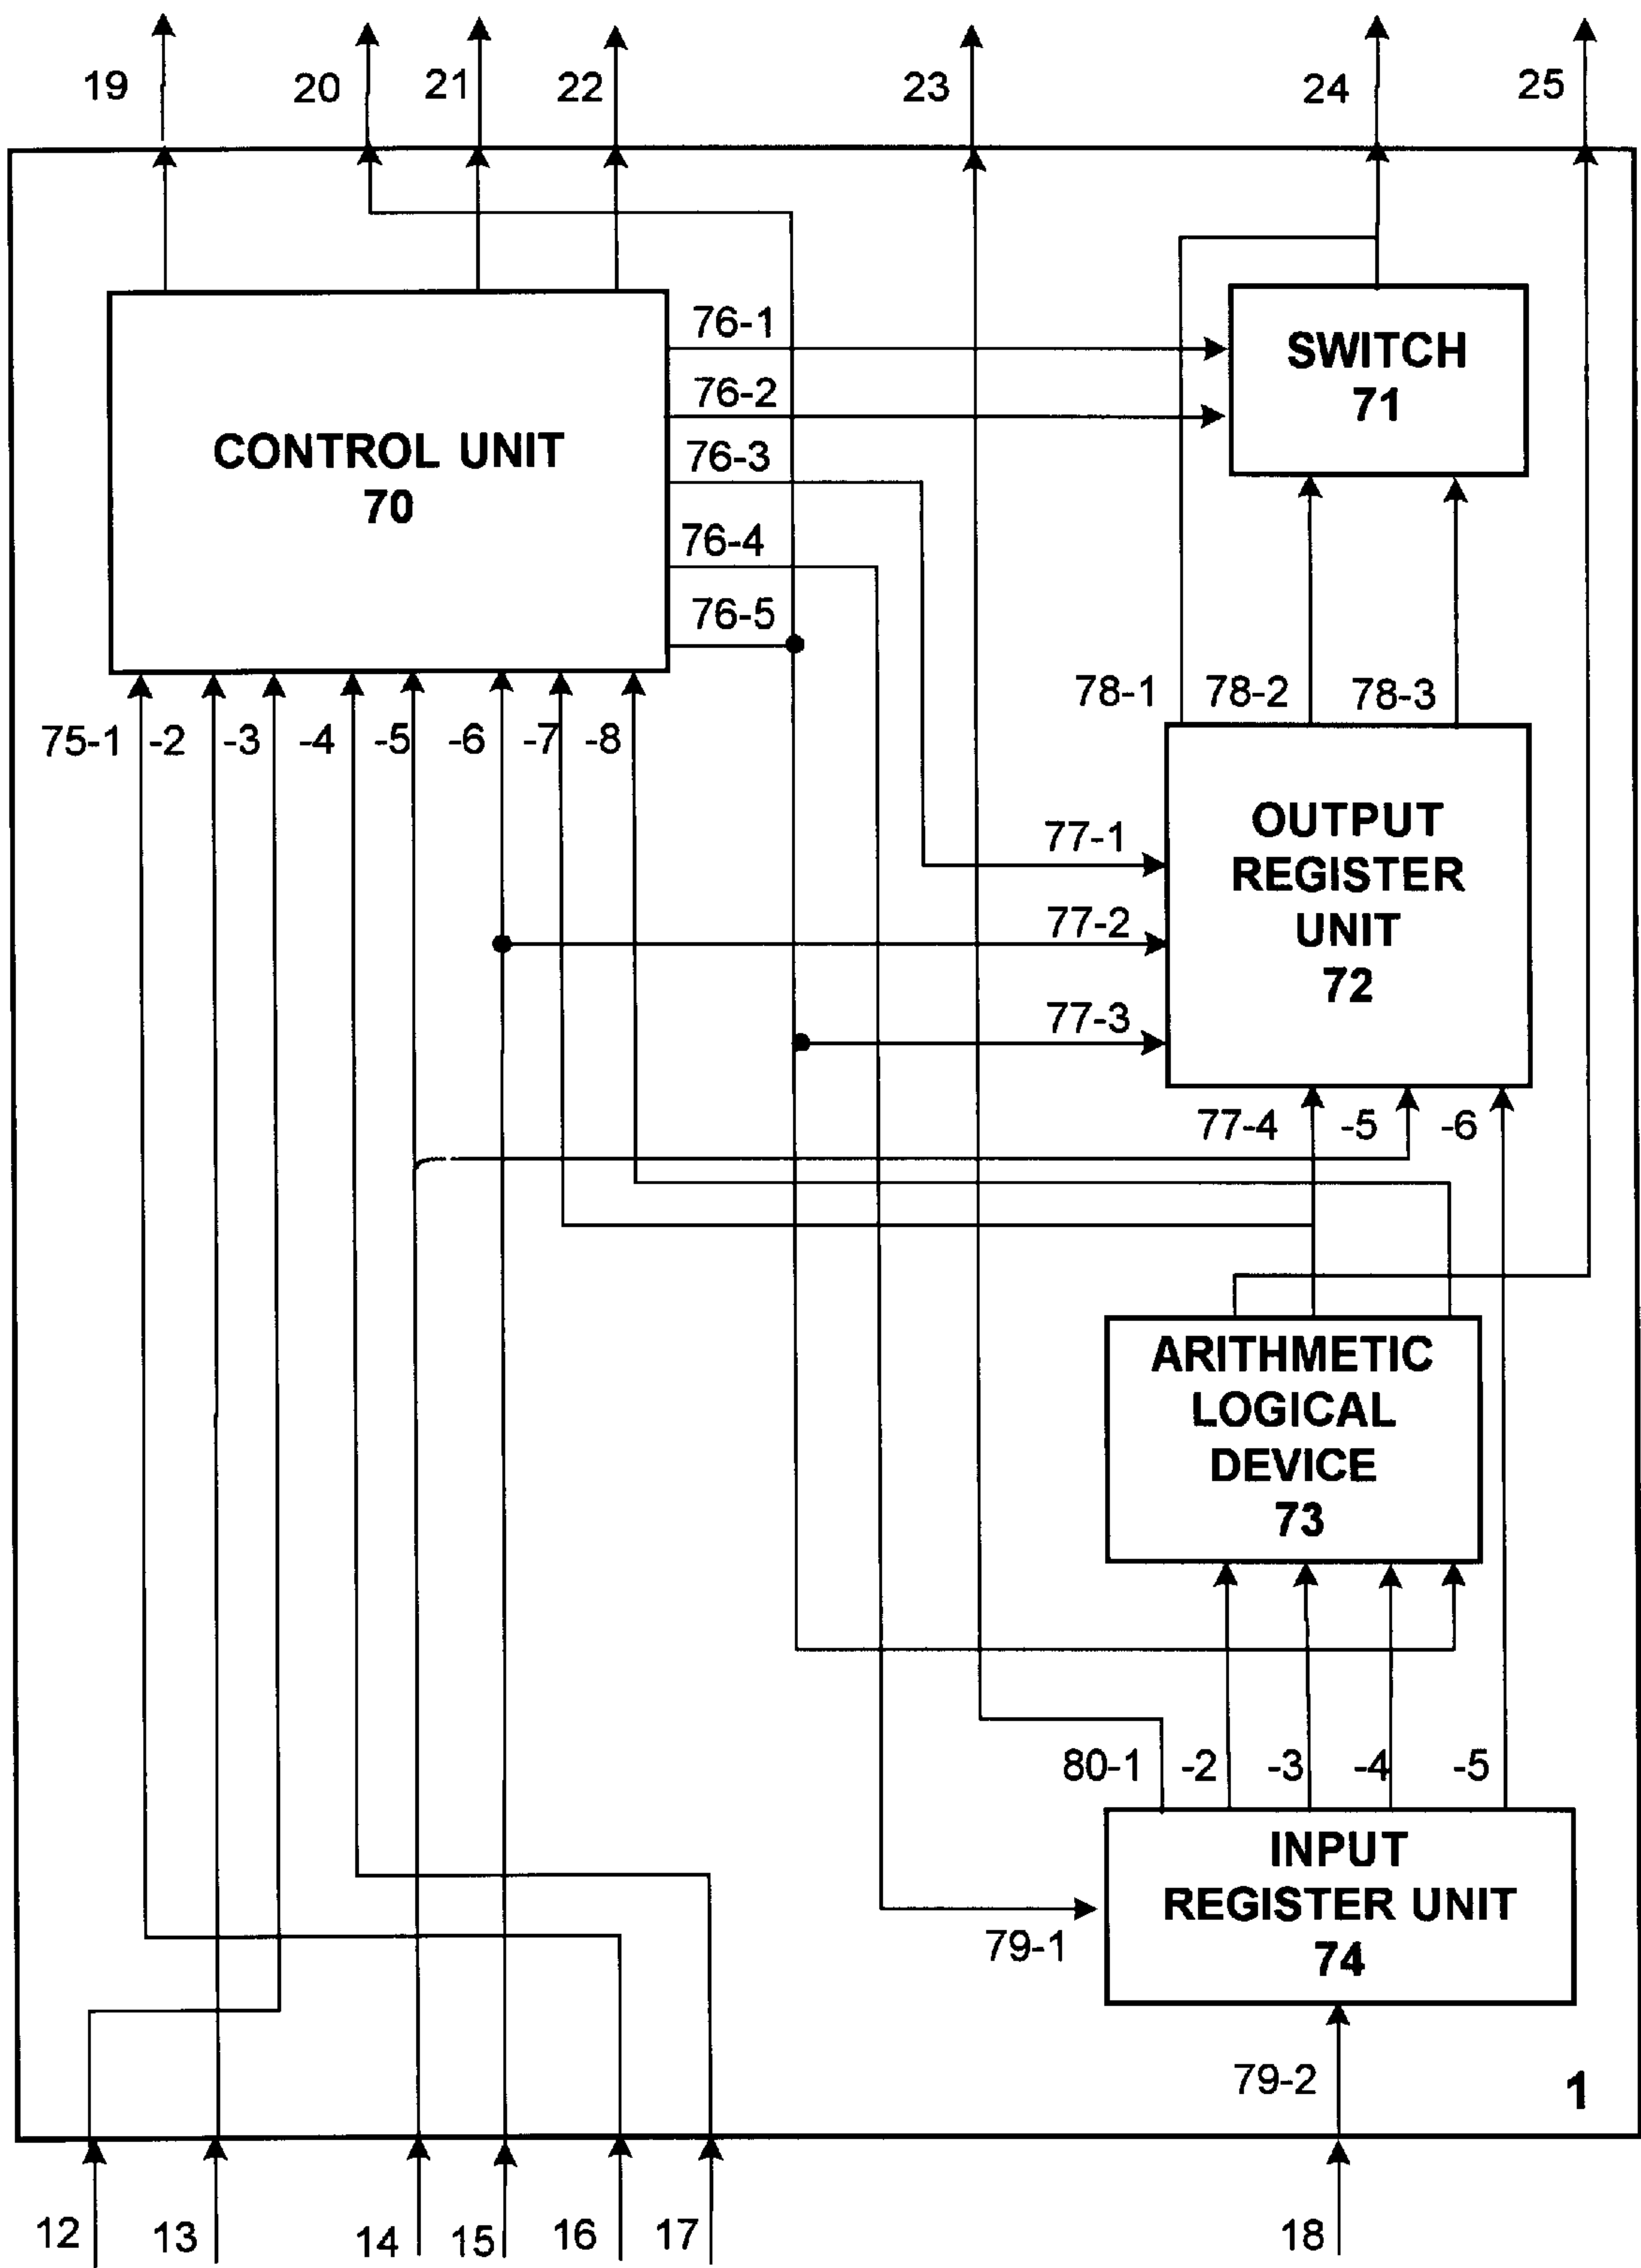 19
20
21
22
23
24
25
76-1
76-2
76-3
76-4
76-5
CONTROL UNIT
70
SWITCH
71
75-1 -2 -3 -4 -5 -6 -7 -8
78-1 78-2 78-3
77-1
77-2
77-3
OUTPUT
REGISTER
UNIT
72
77-4 -5 -6
ARITHMETIC
LOGICAL
DEVICE
73
80-1 -2 -3 -4 -5
INPUT
REGISTER UNIT
74
79-1
79-2
1
12
13
14
15
16
17
18